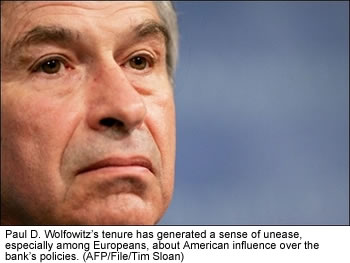 Paul D. Wolfowitz's tenure has generated a sense of unease,
especially among Europeans, about American influence over the
bank's policies. (AFP/File/Tim Sloan)